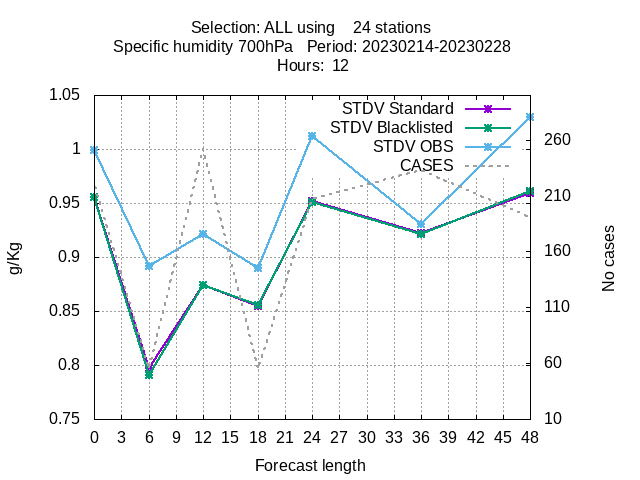 Selection: ALL using    24 stations
Specific humidity 700hPa   Period: 20230214-20230228
Hours:  12
1.05
1
0.95
0.9
0.85
0.8
0.75
g/Kg
STDV Standard
STDV Blacklisted
STDV OBS
CASES
260
210
160
110
60
10
No cases
0 3 6 9 12 15 18 21 24 27 30 33 36 39 42 45 48
Forecast length